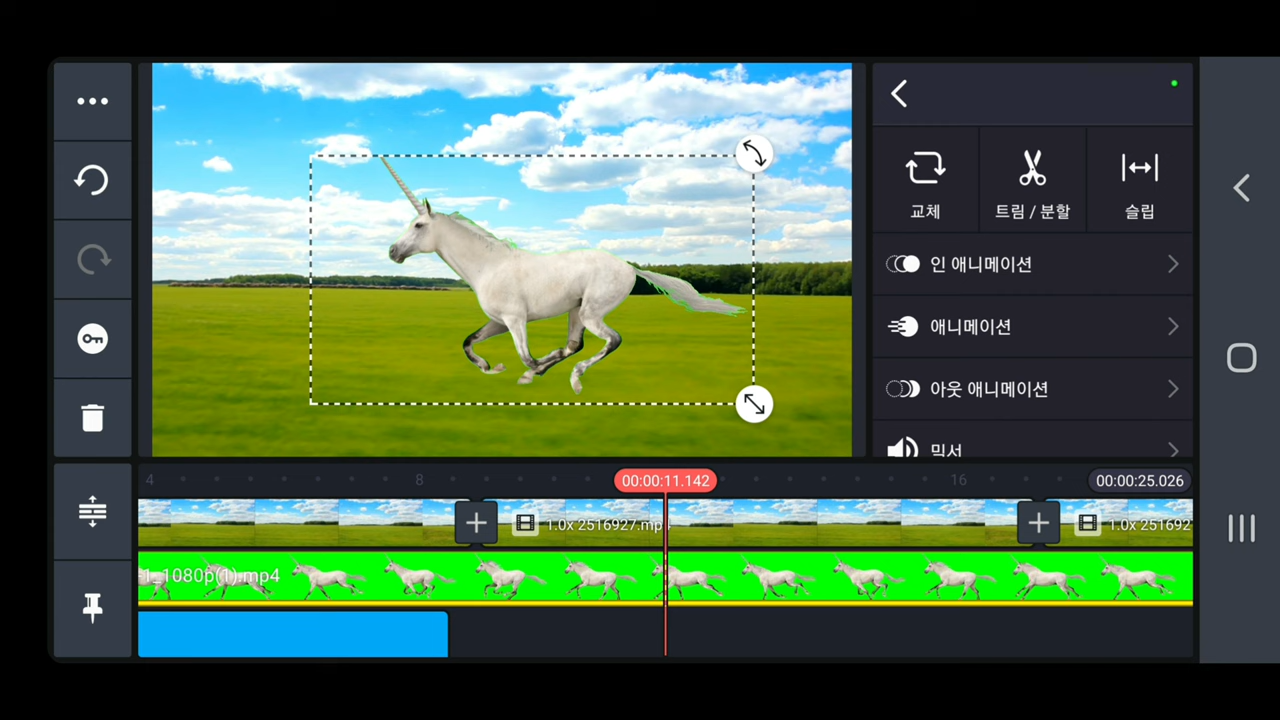 교체
트림 / 분할
슬립
인 애니메이션
애니메이션
아웃 애니메이션
믹서
4
8
00:00:11.142
16
00:00:25.026
1.0x 2516927.mp
1.0x 251692
1_1080p(1).mp4